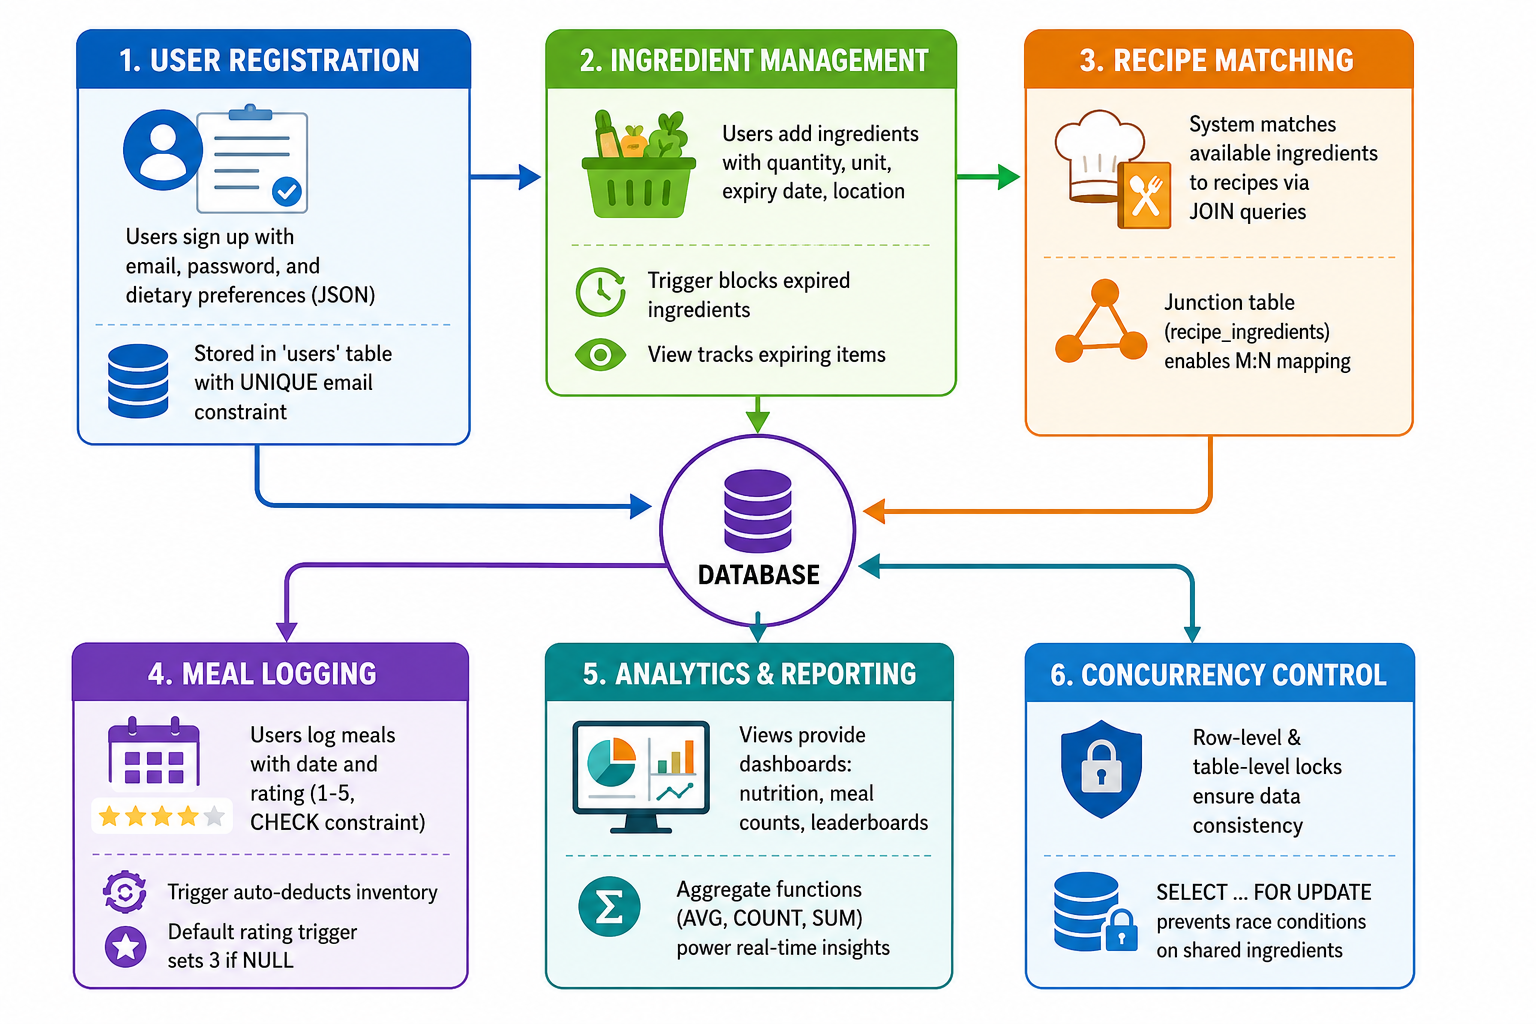 1. USER REGISTRATION
Users sign up with
email, password, and
dietary preferences (JSON)
Stored in 'users' table
with UNIQUE email
constraint
2. INGREDIENT MANAGEMENT
Users add ingredients
with quantity, unit,
expiry date, location
Trigger blocks expired
ingredients
View tracks expiring items
3. RECIPE MATCHING
System matches
available ingredients
to recipes via
JOIN queries
Junction table
(recipe_ingredients)
enables M:N mapping
DATABASE
4. MEAL LOGGING
Users log meals
with date and
rating (1-5,
CHECK constraint)
Trigger auto-deducts inventory
Default rating trigger
sets 3 if NULL
5. ANALYTICS & REPORTING
Views provide
dashboards:
nutrition, meal
counts, leaderboards
Σ
Aggregate functions
(AVG, COUNT, SUM)
power real-time insights
6. CONCURRENCY CONTROL
Row-level &
table-level locks
ensure data
consistency
SELECT ... FOR UPDATE
prevents race conditions
on shared ingredients